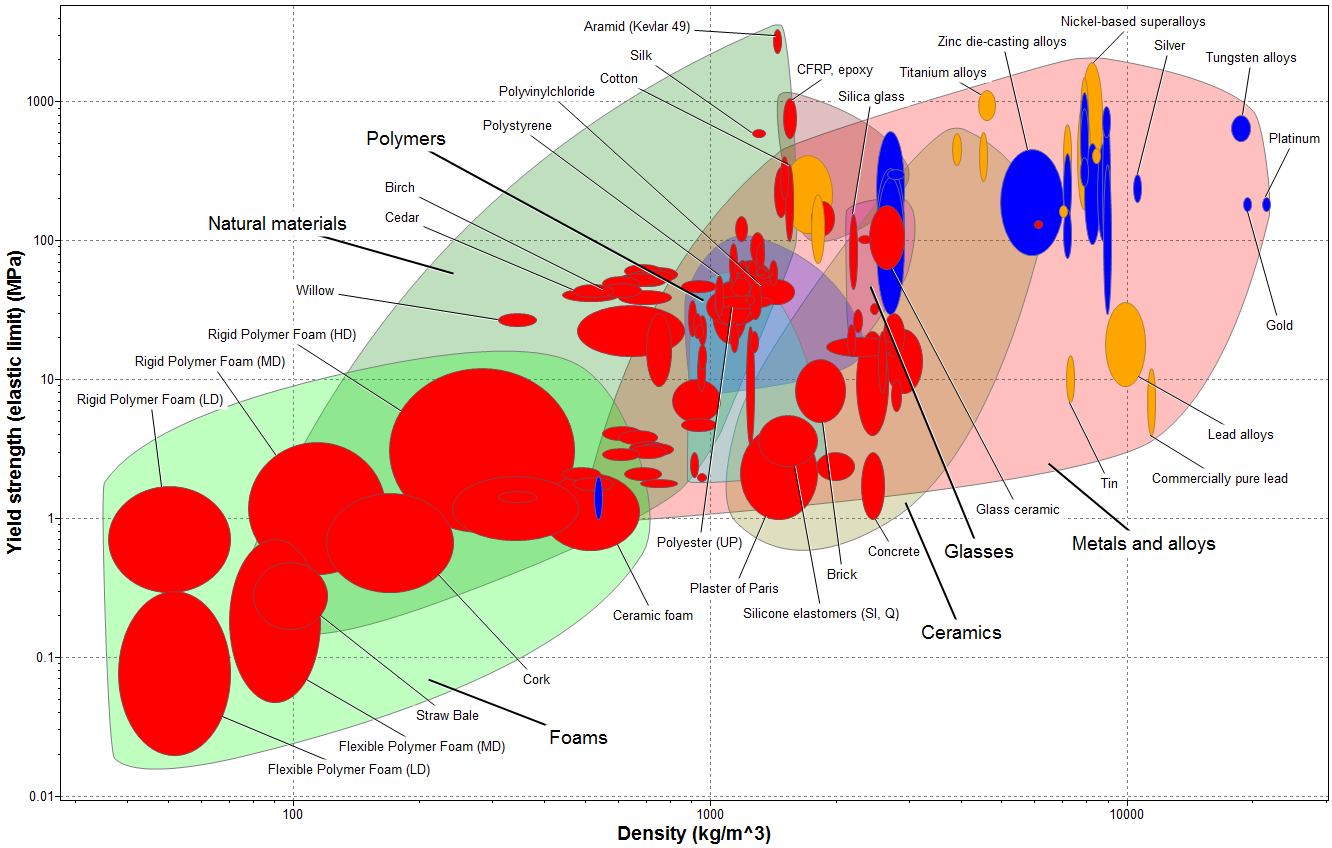 Nickel-based superalloys
Aramid (Kevlar 49)
Zinc die-casting alloys
Silver
Silk
Tungsten alloys
CFRP, epoxy
Titanium alloys
Cotton
Polyvinylchloride
Silica glass
1000
Polystyrene
Polymers
Platinum
Birch
Cedar
Natural materials
100
Willow
Gold
Rigid Polymer Foam (HD)
Rigid Polymer Foam (MD)
10
Rigid Polymer Foam (LD)
Lead alloys
Commercially pure lead
Tin
Glass ceramic
1
Polyester (UP)
Concrete
Glasses
Metals and alloys
Brick
Plaster of Paris
Silicone elastomers (SI, Q)
Ceramic foam
Ceramics
0.1
Cork
Straw Bale
Foams
Flexible Polymer Foam (MD)
Flexible Polymer Foam (LD)
0.01
100
1000
10000
Density (kg/m^3)
Yield strength (elastic limit) (MPa)